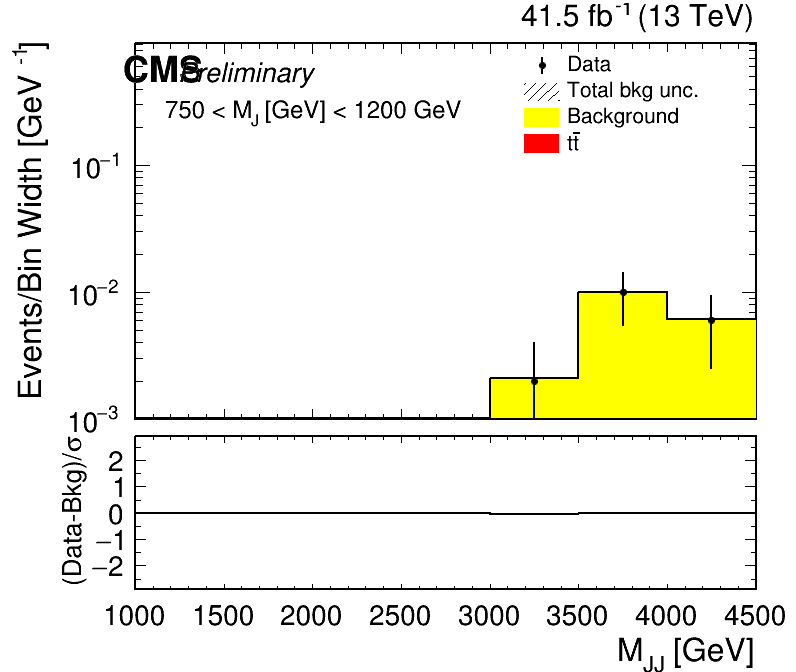 41.5 fb⁻¹ (13 TeV)
CMS Preliminary
750 < M_J [GeV] < 1200 GeV
Data
Total bkg unc.
Background
tt̄
Events/Bin Width [GeV⁻¹]
10⁻¹
10⁻²
10⁻³
(Data-Bkg)/σ
2
1
0
−1
−2
1000 1500 2000 2500 3000 3500 4000 4500
M_JJ [GeV]